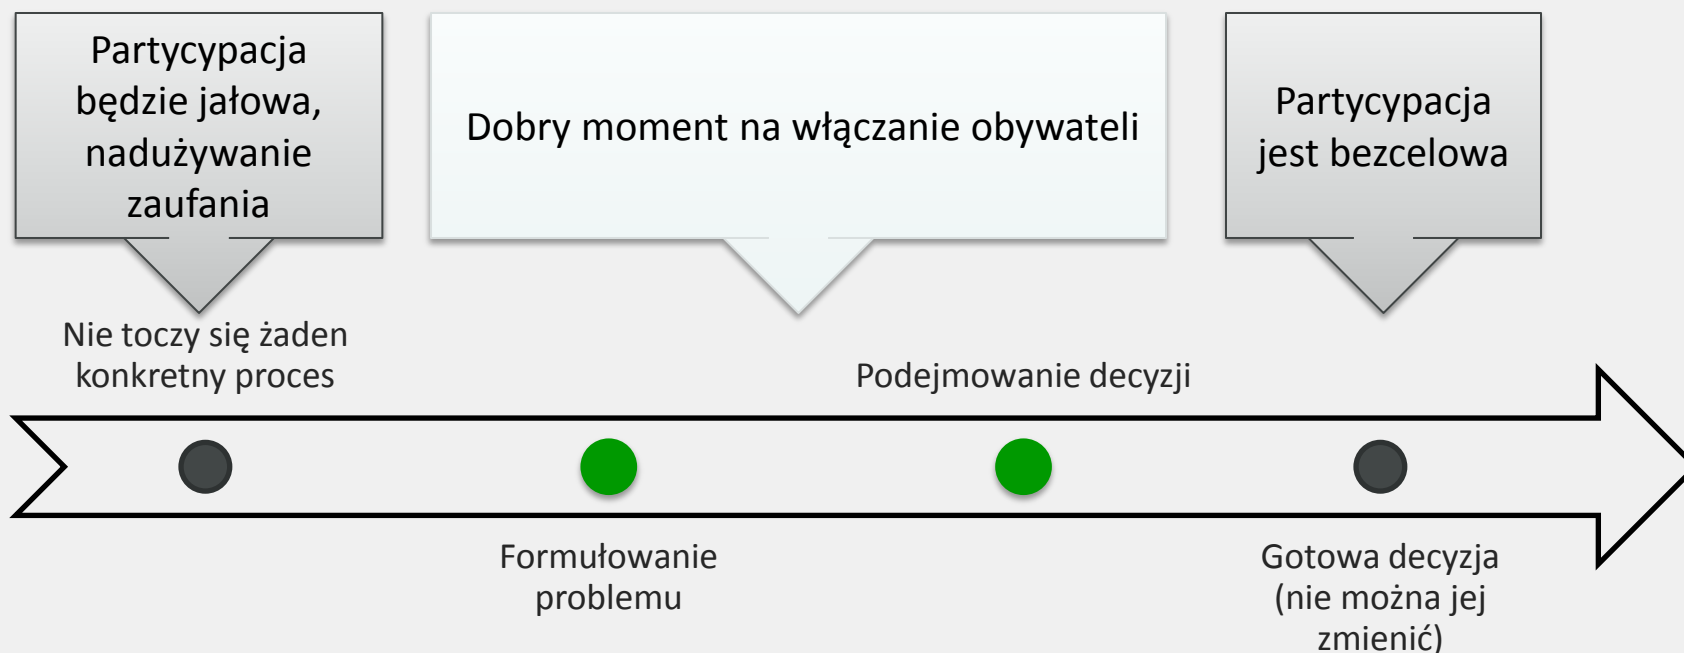 Partycypacja
będzie jałowa,
nadużywanie
zaufania
Dobry moment na włączanie obywateli
Partycypacja
jest bezcelowa
Nie toczy się żaden
konkretny proces
Podejmowanie decyzji
Formułowanie
problemu
Gotowa decyzja
(nie można jej
zmienić)